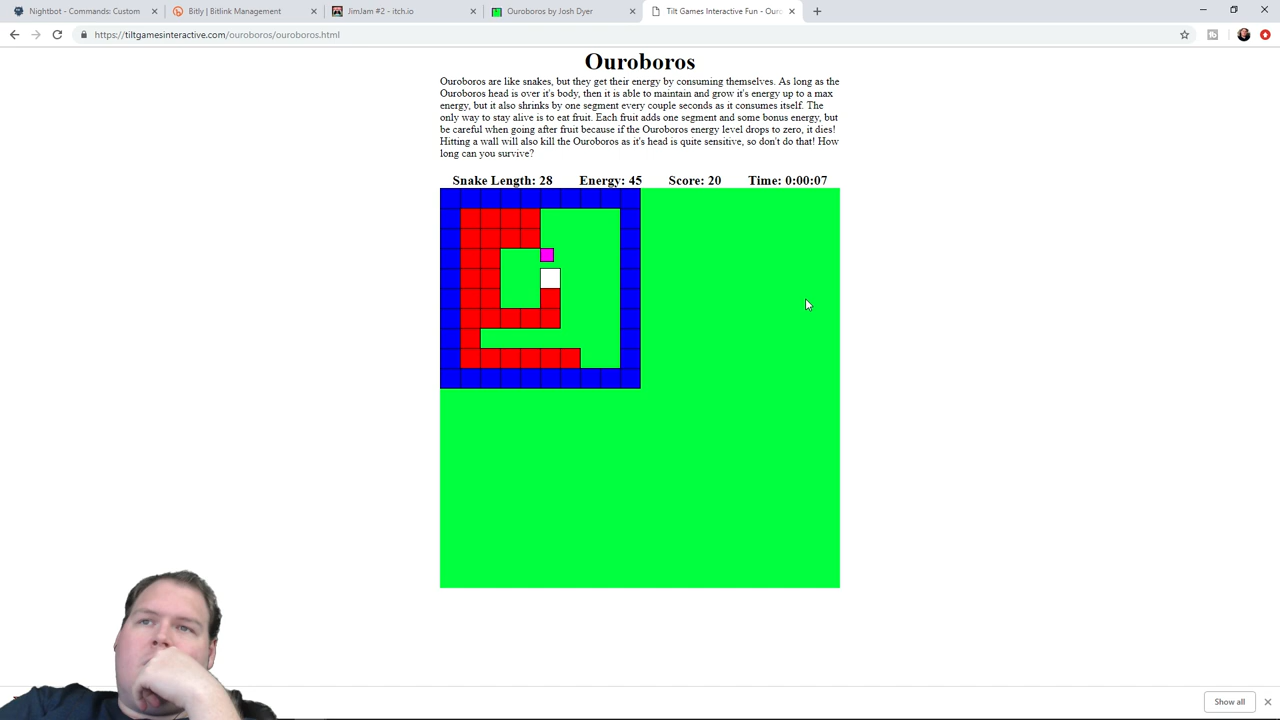 Nightbot - Commands: Custom
Bitly | Bitlink Management
JimJam #2 - itch.io
Ouroboros by Josh Dyer
Tilt Games Interactive Fun - Ouro
https://tiltgamesinteractive.com/ouroboros/ouroboros.html
Ouroboros
Ouroboros are like snakes, but they get their energy by consuming themselves. As long as the
Ouroboros head is over it's body, then it is able to maintain and grow it's energy up to a max
energy, but it also shrinks by one segment every couple seconds as it consumes itself. The
only way to stay alive is to eat fruit. Each fruit adds one segment and some bonus energy, but
be careful when going after fruit because if the Ouroboros energy level drops to zero, it dies!
Hitting a wall will also kill the Ouroboros as it's head is quite sensitive, so don't do that! How
long can you survive?
Snake Length: 28 Energy: 45 Score: 20 Time: 0:00:07
Show all